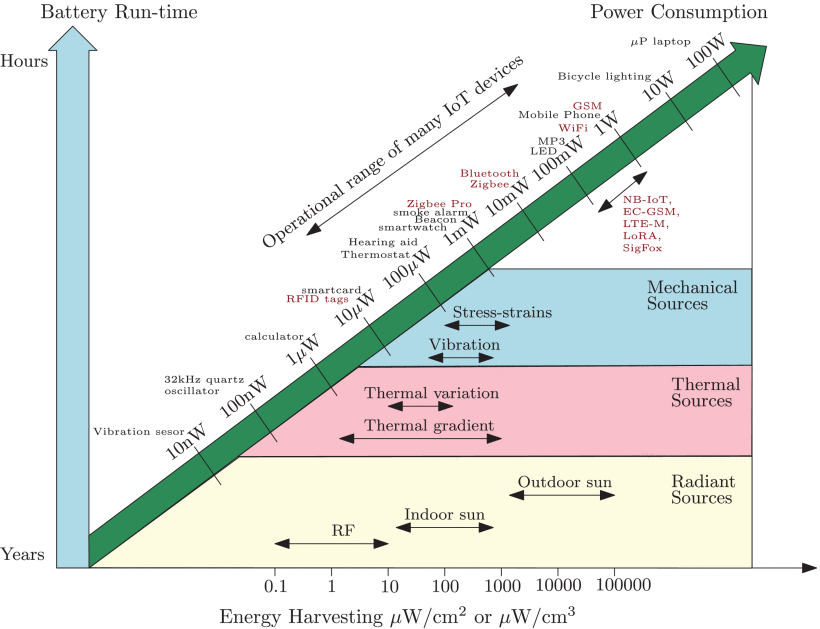 Battery Run-time
Power Consumption
Hours
Years
Operational range of many IoT devices
µP laptop
100W
Bicycle lighting
10W
GSM
Mobile Phone
WiFi
1W
MP3
LED
100mW
Bluetooth
Zigbee
10mW
Zigbee Pro
smoke alarm
Beacon
smartwatch
1mW
Hearing aid
Thermostat
100µW
smartcard
RFID tags
10µW
calculator
1µW
32kHz quartz
oscillator
100nW
Vibration sesor
10nW
NB-IoT,
EC-GSM,
LTE-M,
LoRA,
SigFox
Mechanical
Sources
Stress-strains
Vibration
Thermal
Sources
Thermal variation
Thermal gradient
Radiant
Sources
Outdoor sun
Indoor sun
RF
0.1 1 10 100 1000 10000 100000
Energy Harvesting µW/cm² or µW/cm³